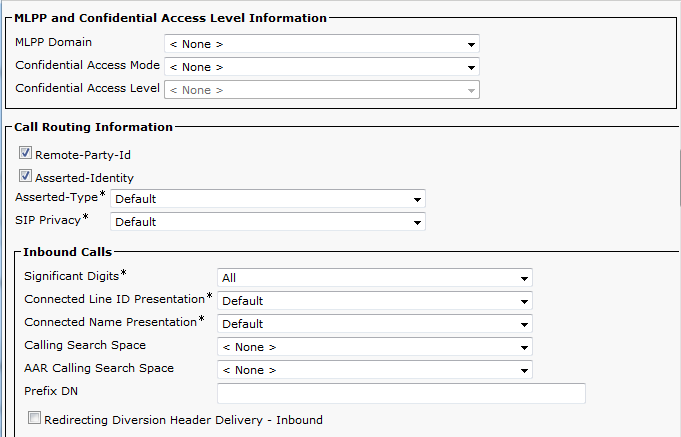 MLPP and Confidential Access Level Information
MLPP Domain < None >
Confidential Access Mode < None >
Confidential Access Level < None >
Call Routing Information
Remote-Party-Id
Asserted-Identity
Asserted-Type* Default
SIP Privacy* Default
Inbound Calls
Significant Digits* All
Connected Line ID Presentation* Default
Connected Name Presentation* Default
Calling Search Space < None >
AAR Calling Search Space < None >
Prefix DN
Redirecting Diversion Header Delivery - Inbound